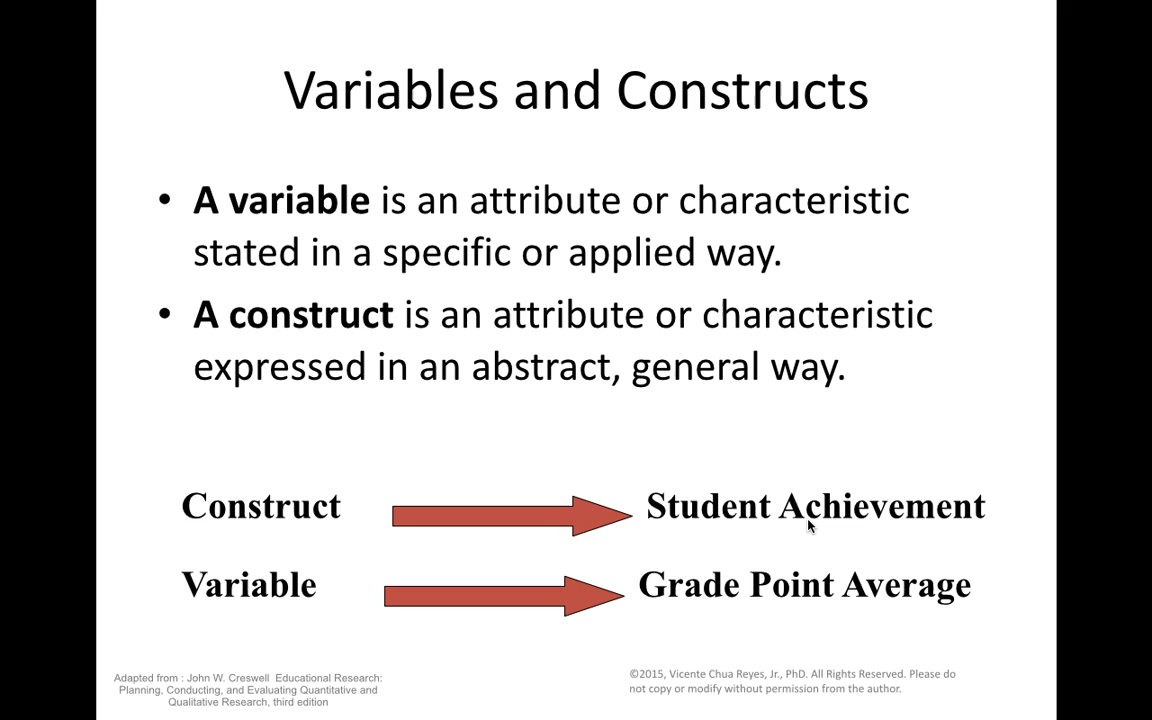 Variables and Constructs
• A variable is an attribute or characteristic
stated in a specific or applied way.
• A construct is an attribute or characteristic
expressed in an abstract, general way.
Construct Student Achievement
Variable Grade Point Average
Adapted from : John W. Creswell Educational Research:
Planning, Conducting, and Evaluating Quantitative and
Qualitative Research, third edition
©2015, Vicente Chua Reyes, Jr., PhD. All Rights Reserved. Please do
not copy or modify without permission from the author.